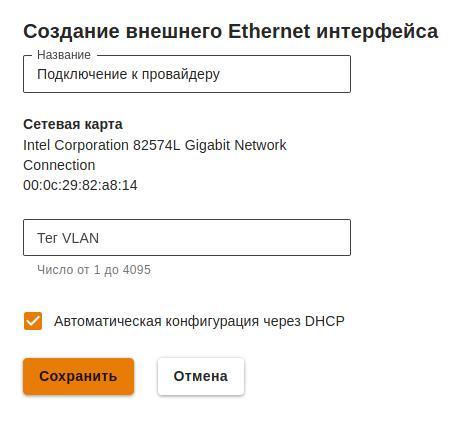 Создание внешнего Ethernet интерфейса
Название
Подключение к провайдеру
Сетевая карта
Intel Corporation 82574L Gigabit Network
Connection
00:0c:29:82:a8:14
Тег VLAN
Число от 1 до 4095
Автоматическая конфигурация через DHCP
Сохранить
Отмена